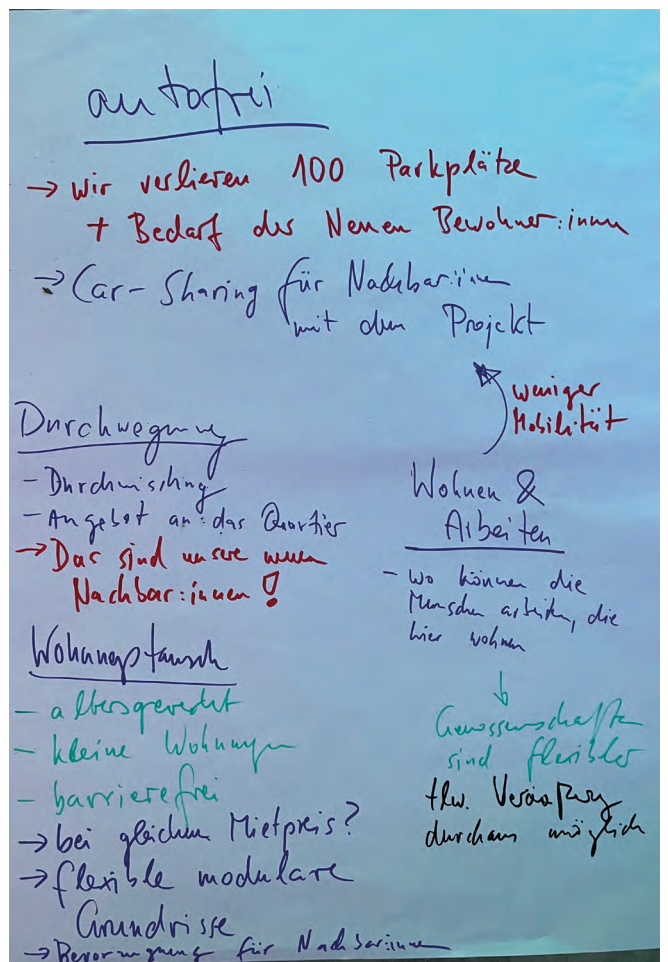 autofrei
→ wir verlieren 100 Parkplätze
+ Bedarf der Neuen Bewohner:innen
→ Car-Sharing für Nachbar:innen
mit dem Projekt
weniger
Mobilität
Durchwegung
- Durchmischung
- Angebot an das Quartier
→ Das sind unsere neuen
Nachbar:innen!
Wohnen &
Arbeiten
- wo können die
Menschen arbeiten, die
hier wohnen
↓
Genossenschaften
sind flexibler
tlw.
durchaus möglich
Wohnungstausch
- altersgerecht
- kleine Wohnungen
- barrierefrei
→ bei gleichem Mietpreis?
→ flexible modulare
Grundrisse
→ Bevorzugung für Nachbar:innen